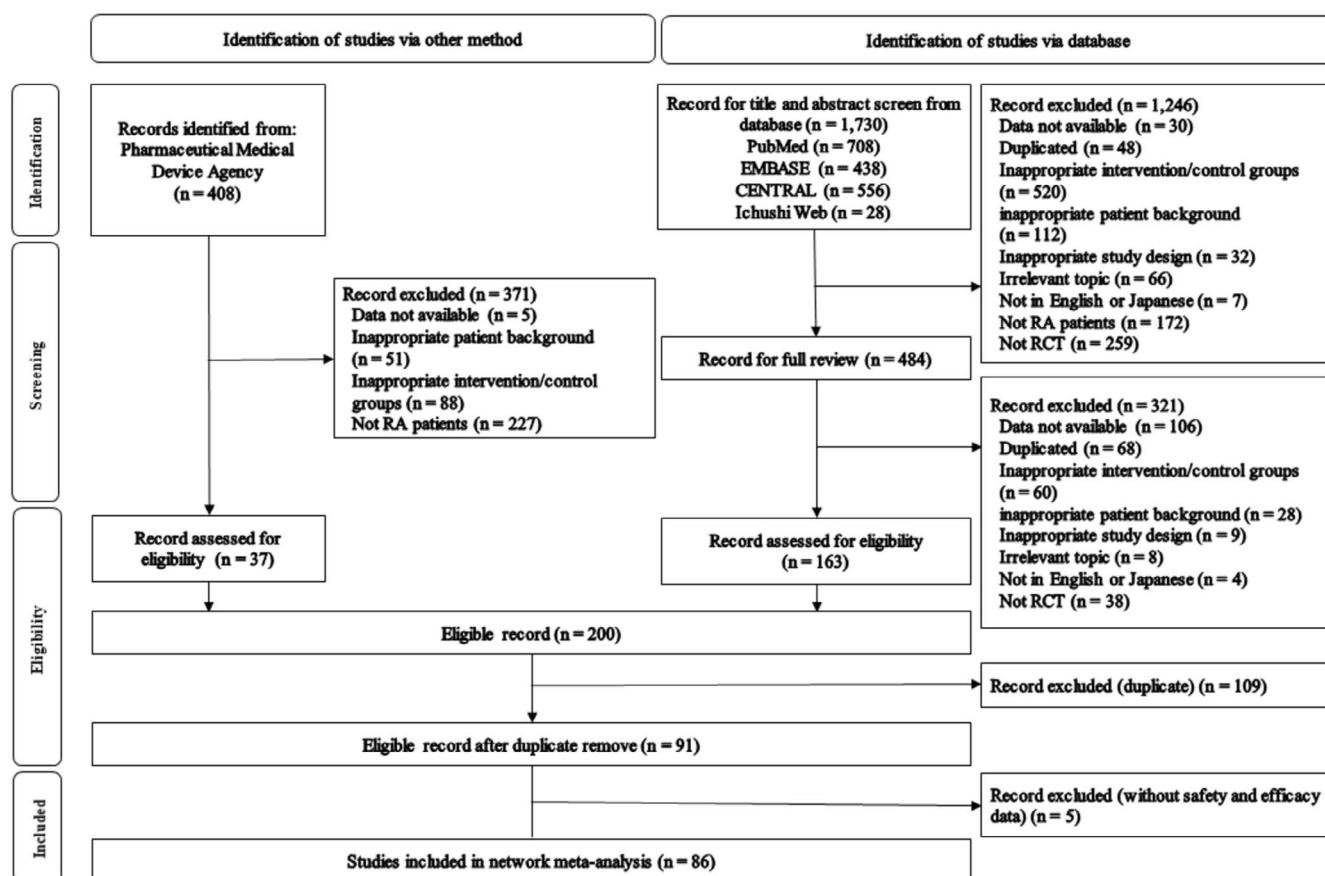 Identification of studies via other method
Identification of studies via database
Identification
Records identified from:
Pharmaceutical Medical
Device Agency
(n = 408)
Record for title and abstract screen from
database (n = 1,730)
PubMed (n = 708)
EMBASE (n = 438)
CENTRAL (n = 556)
Ichushi Web (n = 28)
Record excluded (n = 1,246)
Data not available (n = 30)
Duplicated (n = 48)
Inappropriate intervention/control groups
(n = 520)
inappropriate patient background
(n = 112)
Inappropriate study design (n = 32)
Irrelevant topic (n = 66)
Not in English or Japanese (n = 7)
Not RA patients (n = 172)
Not RCT (n = 259)
Screening
Record excluded (n = 371)
Data not available (n = 5)
Inappropriate patient background
(n = 51)
Inappropriate intervention/control
groups (n = 88)
Not RA patients (n = 227)
Record for full review (n = 484)
Record excluded (n = 321)
Data not available (n = 106)
Duplicated (n = 68)
Inappropriate intervention/control groups
(n = 60)
inappropriate patient background (n = 28)
Inappropriate study design (n = 9)
Irrelevant topic (n = 8)
Not in English or Japanese (n = 4)
Not RCT (n = 38)
Eligibility
Record assessed for
eligibility (n = 37)
Record assessed for eligibility
(n = 163)
Eligible record (n = 200)
Record excluded (duplicate) (n = 109)
Eligible record after duplicate remove (n = 91)
Included
Record excluded (without safety and efficacy
data) (n = 5)
Studies included in network meta-analysis (n = 86)